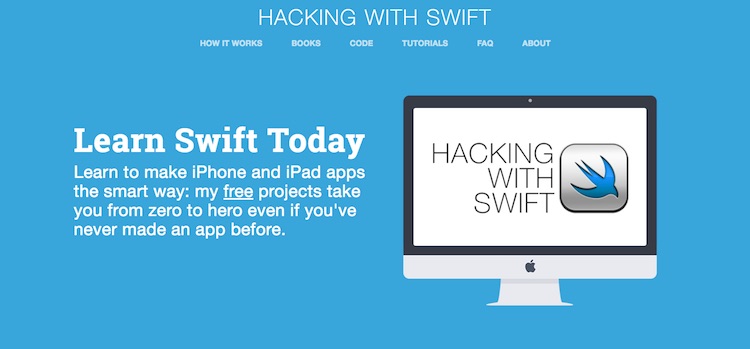 HACKING WITH SWIFT
HOW IT WORKS BOOKS CODE TUTORIALS FAQ ABOUT
Learn Swift Today
Learn to make iPhone and iPad apps
the smart way: my free projects take
you from zero to hero even if you've
never made an app before.
HACKING
WITH
SWIFT